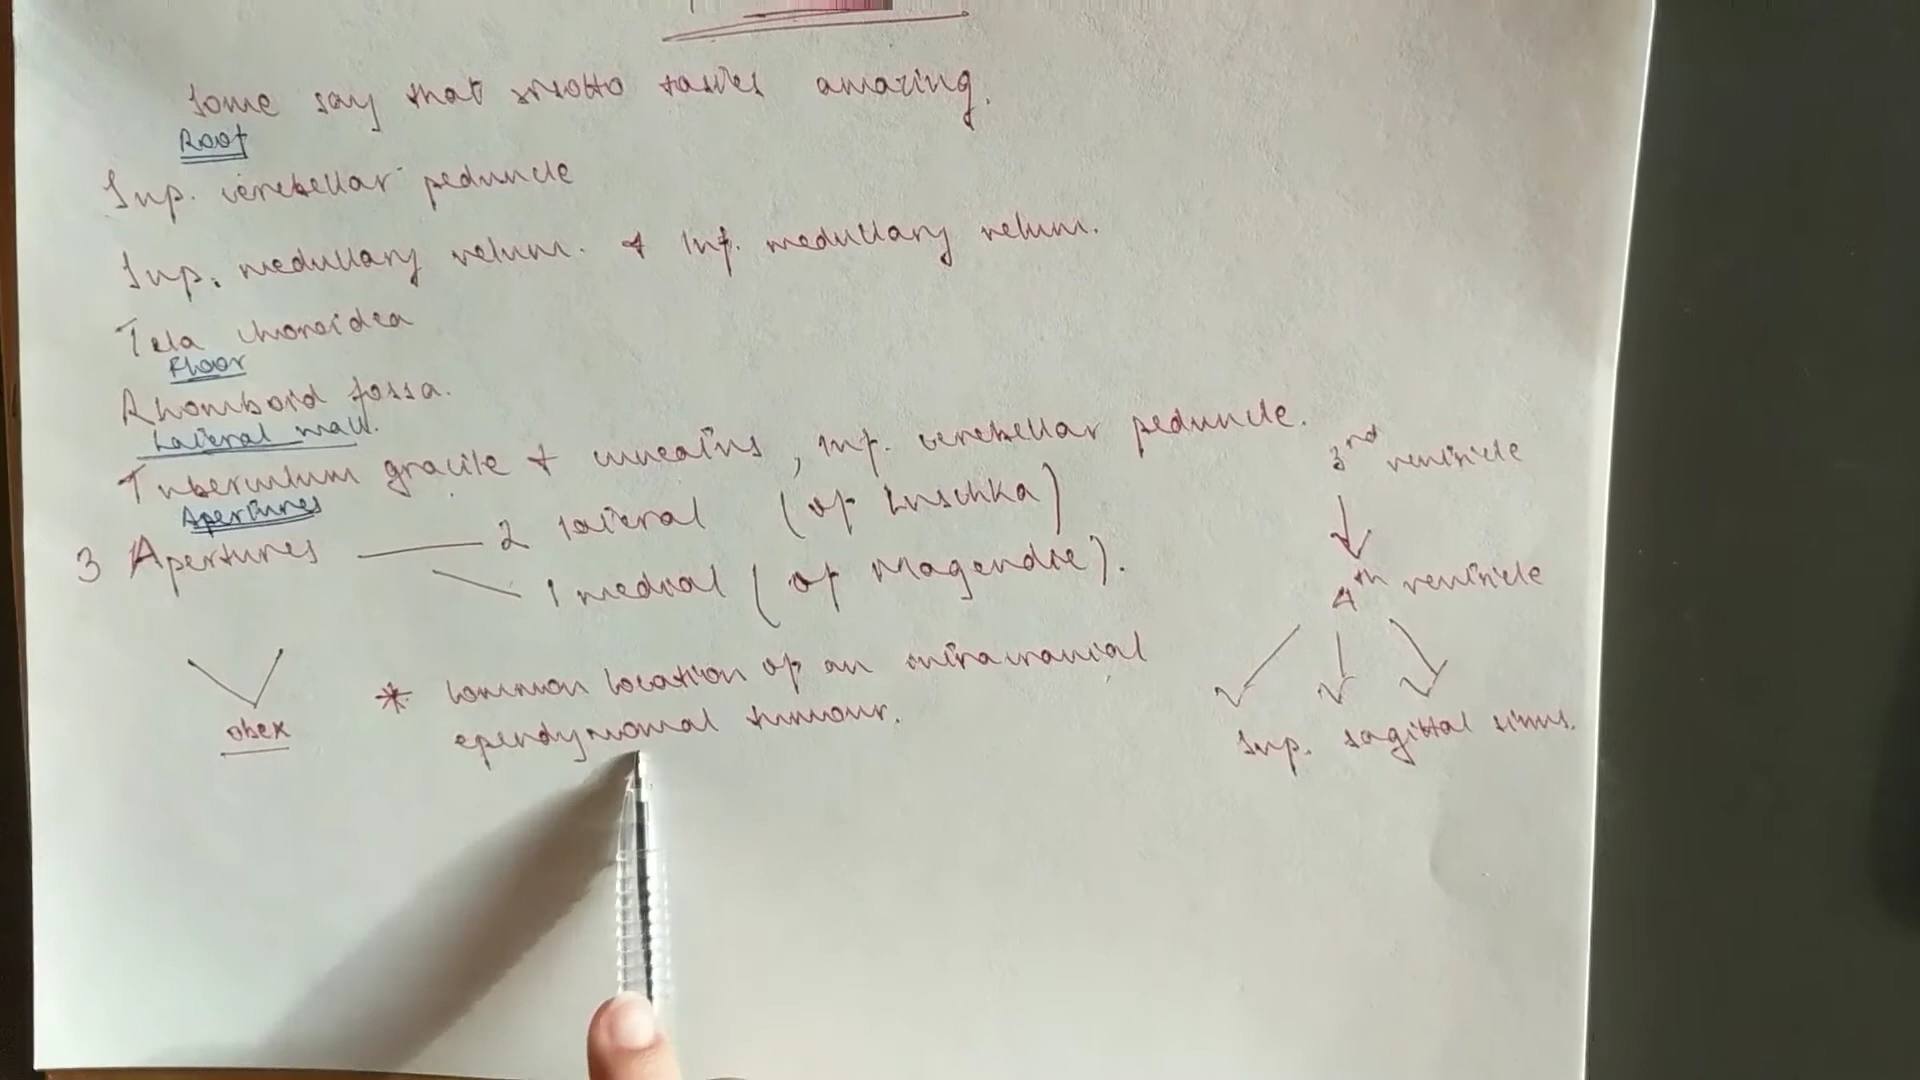 Some say that risotto tastes amazing.
Roof
Sup. cerebellar peduncle
Sup. medullary velum. & Inf. medullary velum.
Tela choroidea
Floor
Rhomboid fossa.
Lateral wall.
Tuberculum gracile & cuneatus, inf. cerebellar peduncle.
Apertures
3 Apertures
2 lateral (of Luschka)
1 medial (of Magendie).
obex
* common location of an intracranial
ependymomal tumour.
3rd ventricle
4th ventricle
Sup. sagittal sinus.